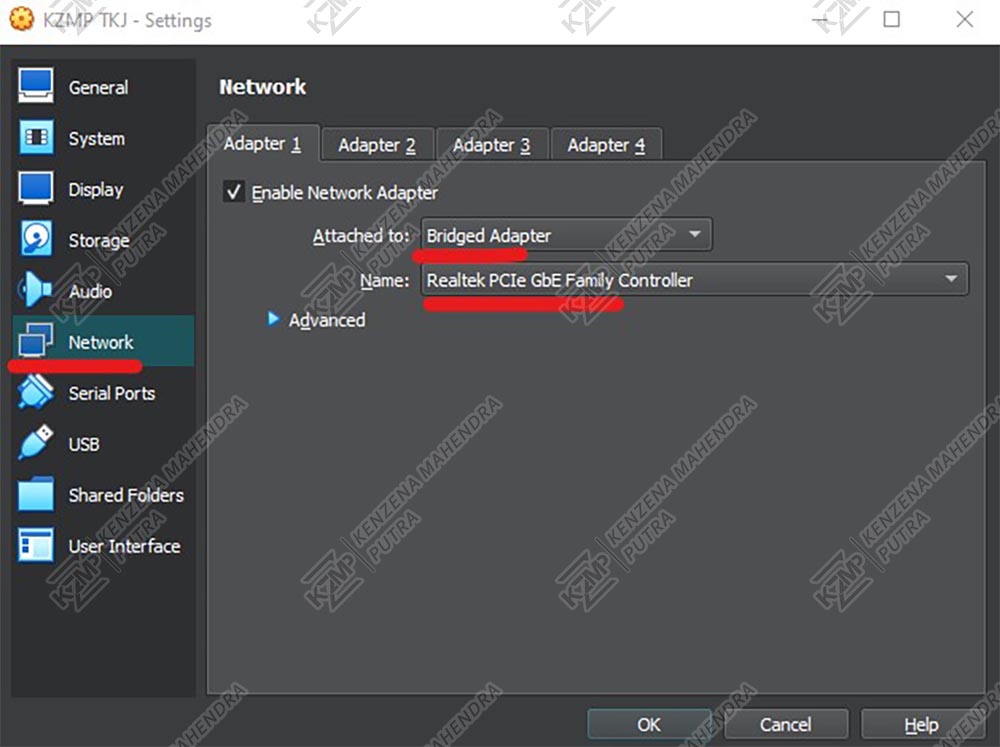 KZMP TKJ - Settings
General
System
Display
Storage
Audio
Network
Serial Ports
USB
Shared Folders
User Interface
Network
Adapter 1
Adapter 2
Adapter 3
Adapter 4
Enable Network Adapter
Attached to: Bridged Adapter
Name: Realtek PCIe GbE Family Controller
Advanced
OK
Cancel
Help
KZMP
KENZENA MAHENDRA
PUTRA